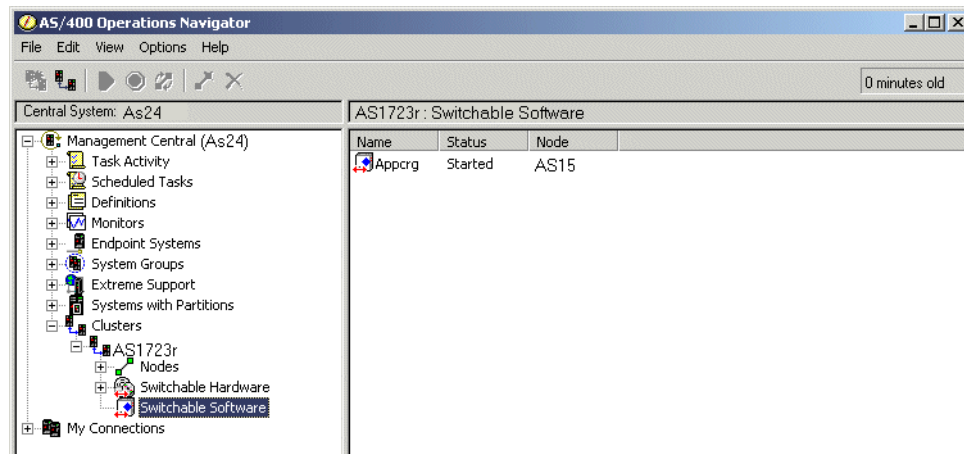 AS/400 Operations Navigator
File Edit View Options Help
0 minutes old
Central System: As24
AS1723r : Switchable Software
Management Central (As24)
Task Activity
Scheduled Tasks
Definitions
Monitors
Endpoint Systems
System Groups
Extreme Support
Systems with Partitions
Clusters
AS1723r
Nodes
Switchable Hardware
Switchable Software
My Connections
Name Status Node
Appcrg Started AS15